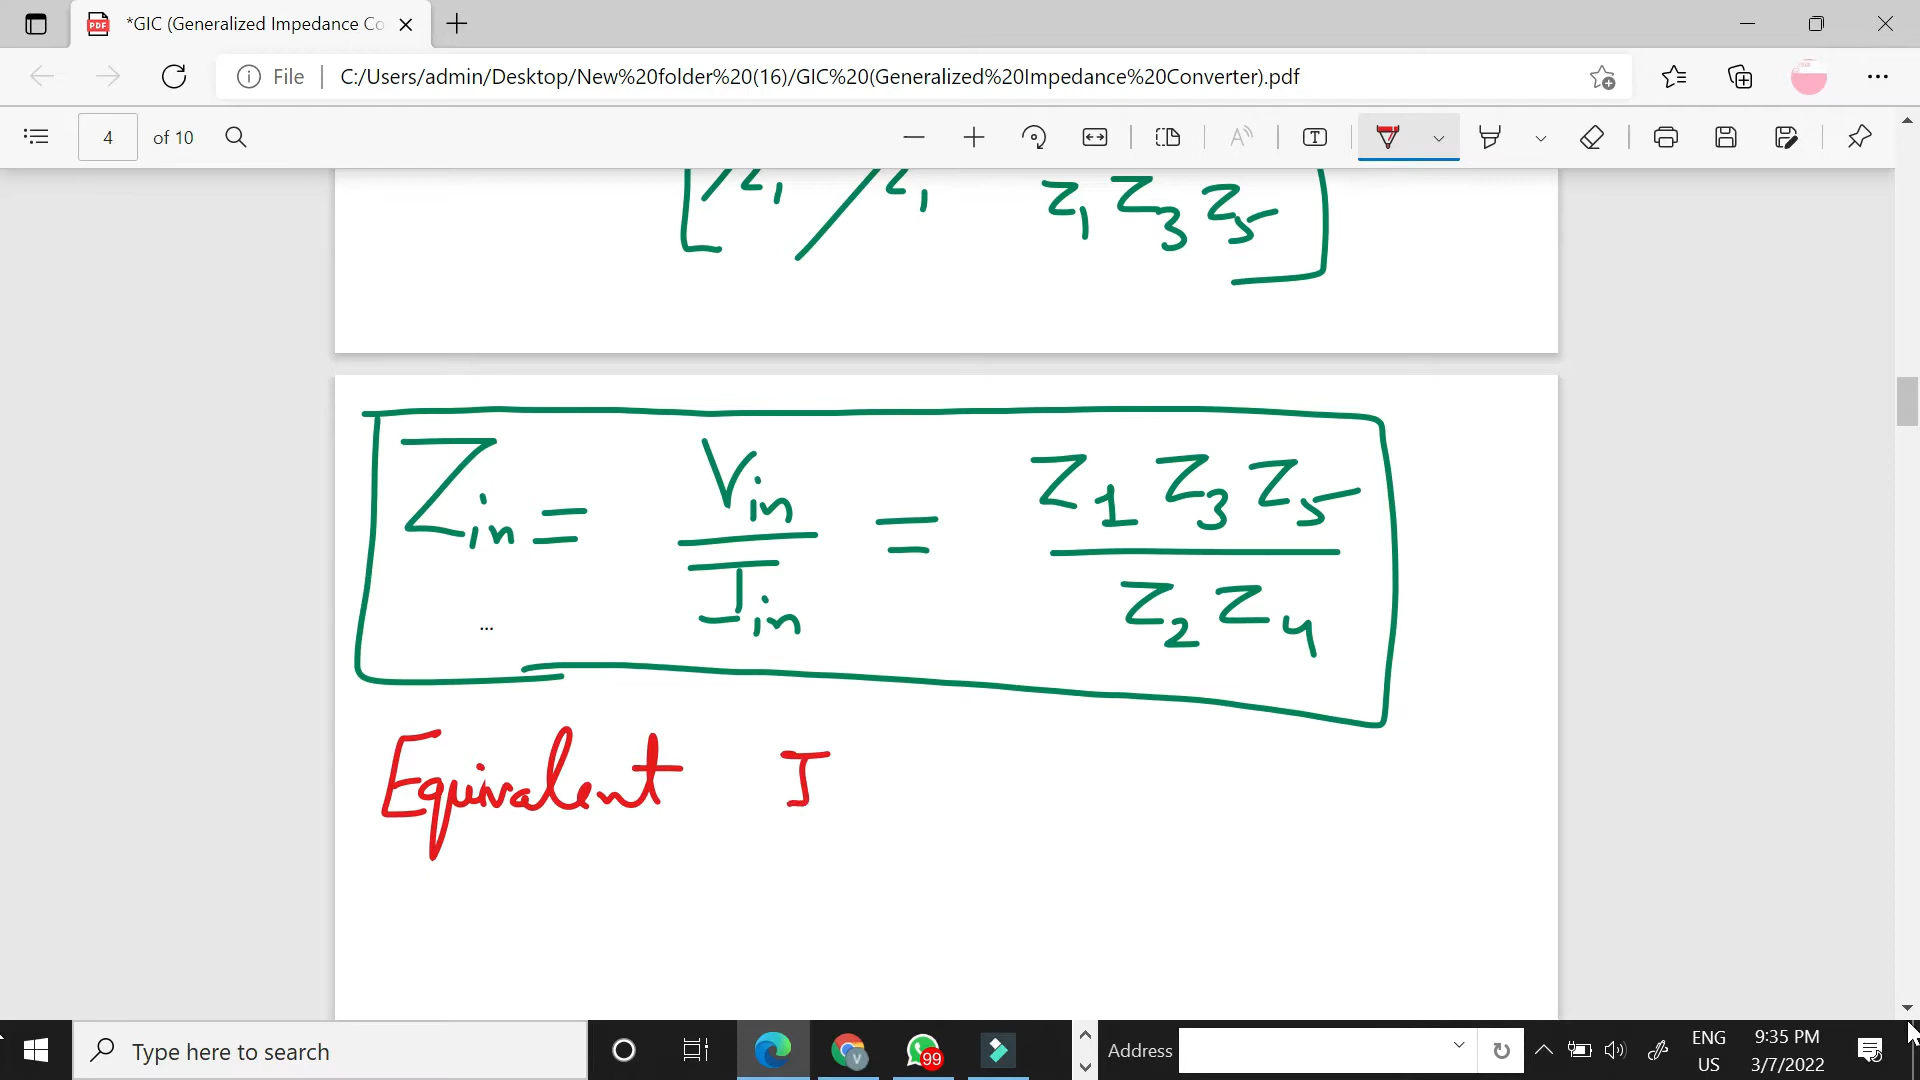 *GIC (Generalized Impedance Co
File
C:/Users/admin/Desktop/New%20folder%20(16)/GIC%20(Generalized%20Impedance%20Converter).pdf
4 of 10
Z1 Z1 Z1 Z3 Z5
Zin = Vin / Iin = Z1 Z3 Z5 / Z2 Z4
...
Equivalent I
Type here to search
V
99
Address
ENG
US
9:35 PM
3/7/2022